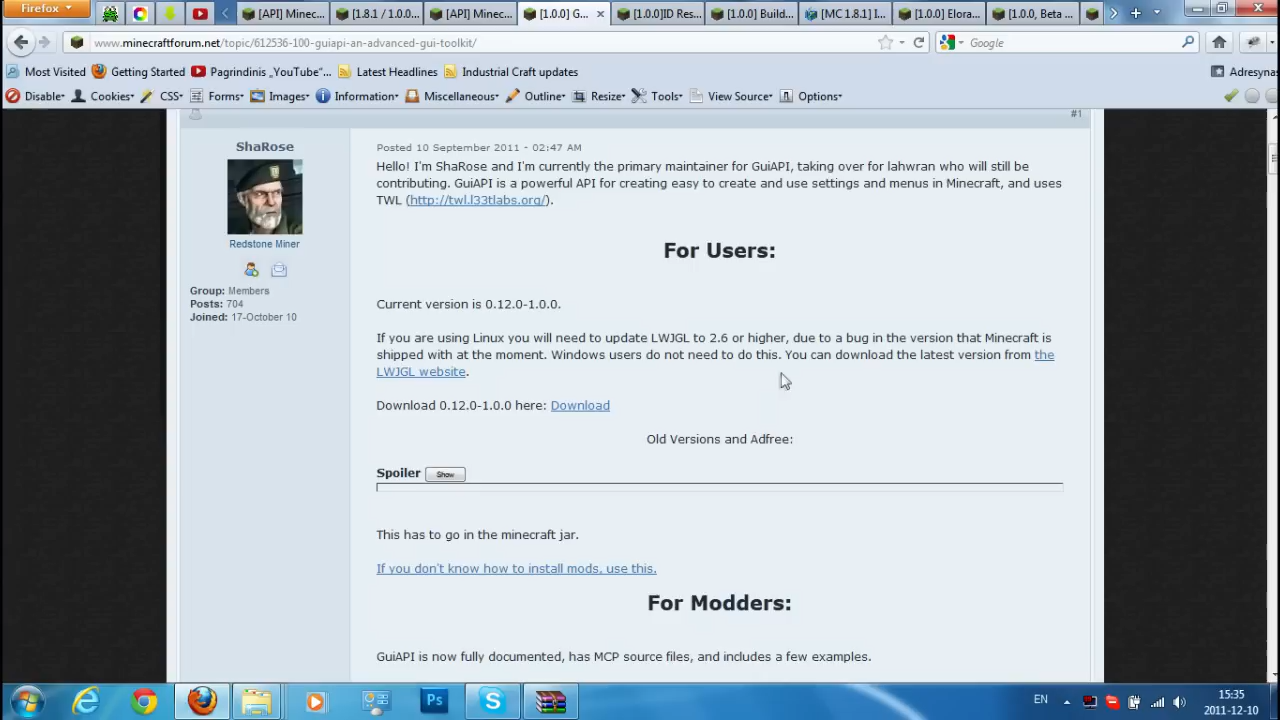 Firefox
[API] Minec...
[1.8.1 / 1.0.0...
[API] Minec...
[1.0.0] G...
[1.0.0]ID Res...
[1.0.0] Build...
[MC 1.8.1] I...
[1.0.0] Elora...
[1.0.0, Beta ...
www.minecraftforum.net/topic/612536-100-guiapi-an-advanced-gui-toolkit/
Google
Most Visited
Getting Started
Pagrindinis „YouTube“...
Latest Headlines
Industrial Craft updates
Adresynas
Disable
Cookies
CSS
Forms
Images
Information
Miscellaneous
Outline
Resize
Tools
View Source
Options
#1
ShaRose
Redstone Miner
Group: Members
Posts: 704
Joined: 17-October 10
Posted 10 September 2011 - 02:47 AM
Hello! I'm ShaRose and I'm currently the primary maintainer for GuiAPI, taking over for lahwran who will still be
contributing. GuiAPI is a powerful API for creating easy to create and use settings and menus in Minecraft, and uses
TWL (http://twl.l33tlabs.org/).
For Users:
Current version is 0.12.0-1.0.0.
If you are using Linux you will need to update LWJGL to 2.6 or higher, due to a bug in the version that Minecraft is
shipped with at the moment. Windows users do not need to do this. You can download the latest version from the
LWJGL website.
Download 0.12.0-1.0.0 here: Download
Old Versions and Adfree:
Spoiler Show
This has to go in the minecraft jar.
If you don't know how to install mods, use this.
For Modders:
GuiAPI is now fully documented, has MCP source files, and includes a few examples.
Ps
EN
15:35
2011-12-10